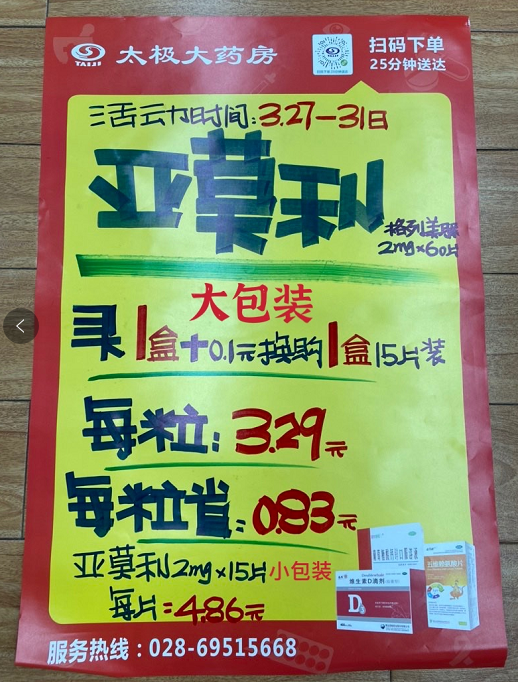 TAIJI
太极大药房
扫码下单
25分钟送达
活动时间:3.27-31日
亚莫利
格列美脲
2mg×60片
大包装
买1盒+0.1元换购1盒15片装
每粒:3.29元
每粒省:0.83元
亚莫利2mg×15片小包装
每片=4.86元
维生素D滴剂
服务热线:028-69515668